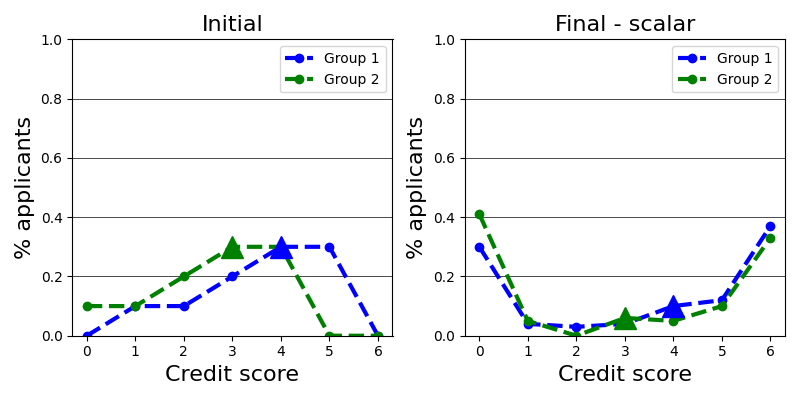 Initial
1.0
0.8
0.6
0.4
0.2
0.0
% applicants
Group 1
Group 2
0 1 2 3 4 5 6
Credit score
Final - scalar
1.0
0.8
0.6
0.4
0.2
0.0
% applicants
Group 1
Group 2
0 1 2 3 4 5 6
Credit score